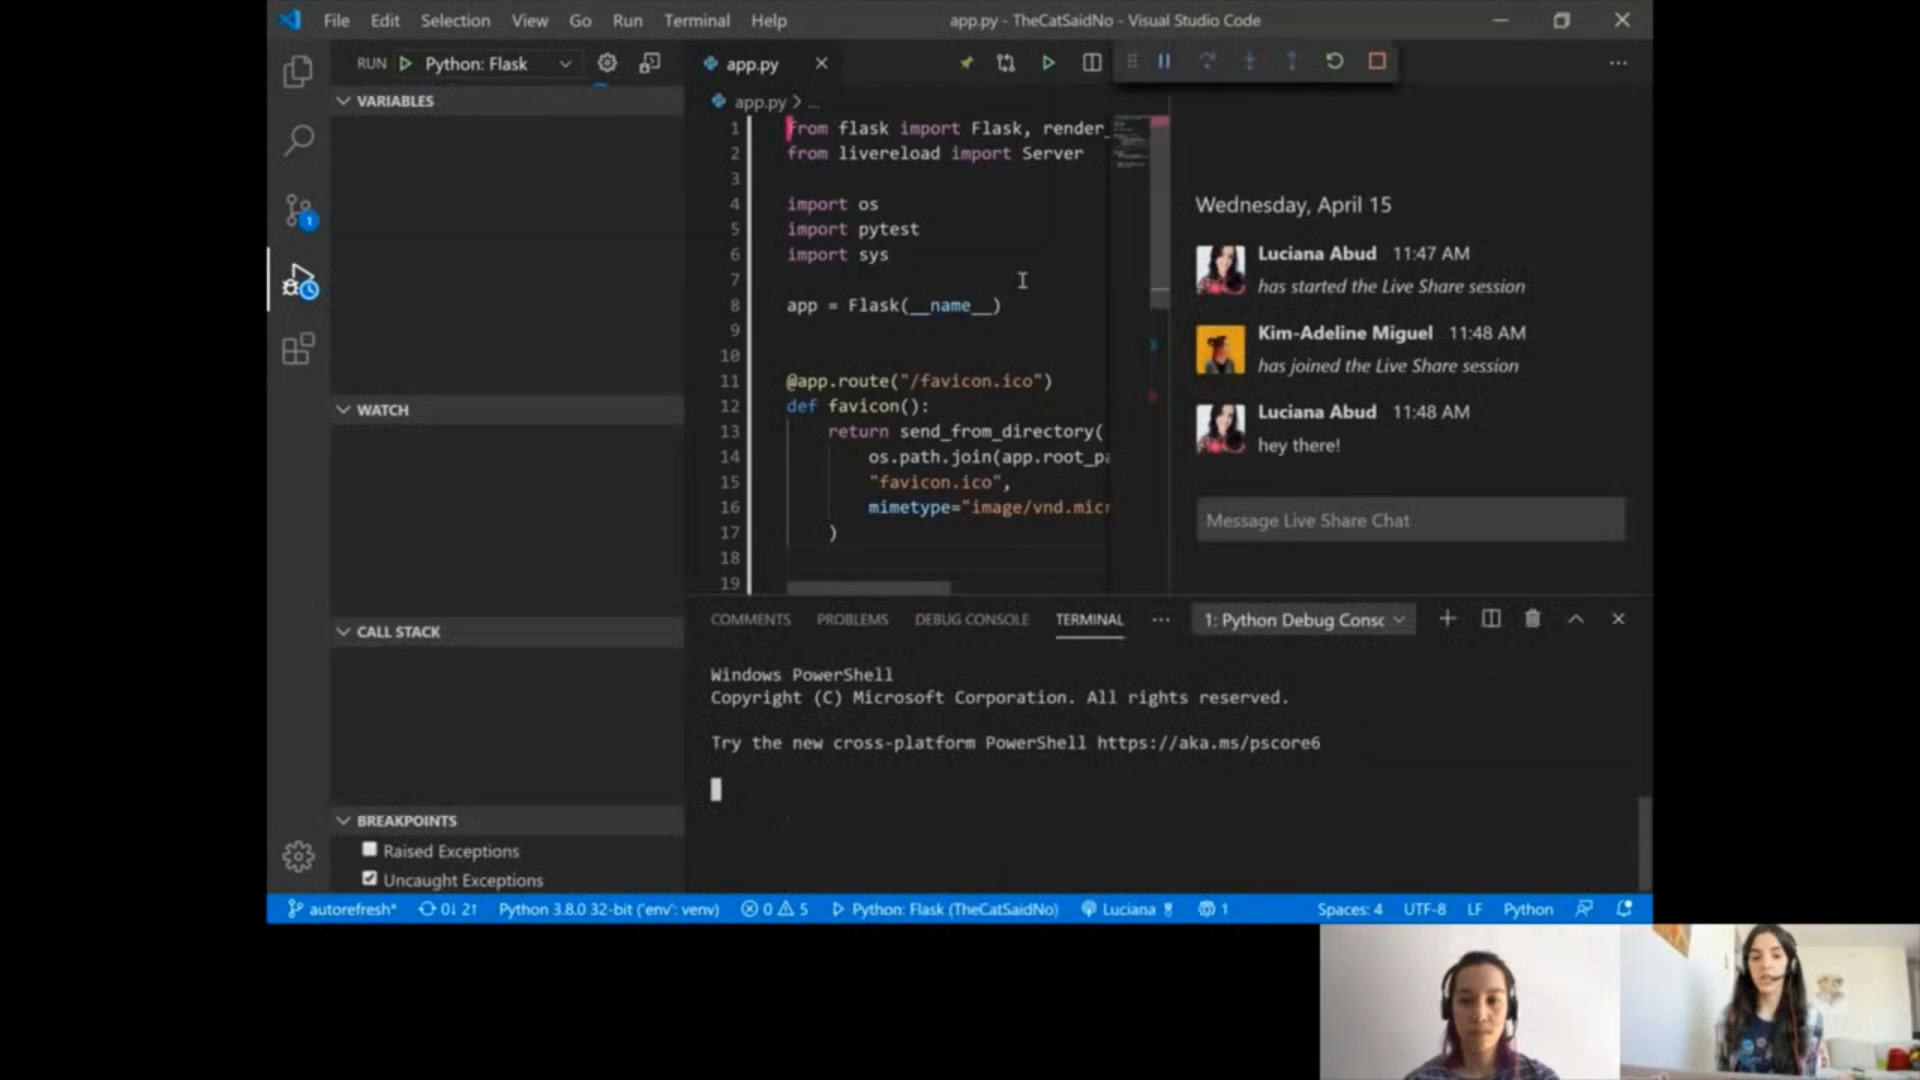 File Edit Selection View Go Run Terminal Help
app.py - TheCatSaidNo - Visual Studio Code
RUN Python: Flask
app.py
VARIABLES
app.py > ...
1 from flask import Flask, render_
2 from livereload import Server
3
4 import os
5 import pytest
6 import sys
7
8 app = Flask(__name__)
9
10
11 @app.route("/favicon.ico")
12 def favicon():
13 return send_from_directory(
14 os.path.join(app.root_pa
15 "favicon.ico",
16 mimetype="image/vnd.micr
17 )
18
19
Wednesday, April 15
Luciana Abud 11:47 AM
has started the Live Share session
Kim-Adeline Miguel 11:48 AM
has joined the Live Share session
Luciana Abud 11:48 AM
hey there!
Message Live Share Chat
WATCH
CALL STACK
BREAKPOINTS
Raised Exceptions
Uncaught Exceptions
COMMENTS PROBLEMS DEBUG CONSOLE TERMINAL ... 1: Python Debug Consc
Windows PowerShell
Copyright (C) Microsoft Corporation. All rights reserved.
Try the new cross-platform PowerShell https://aka.ms/pscore6
autorefresh* 0↓ 2↑ Python 3.8.0 32-bit ('env': venv) 0 5 Python: Flask (TheCatSaidNo) Luciana 1 Spaces: 4 UTF-8 LF Python